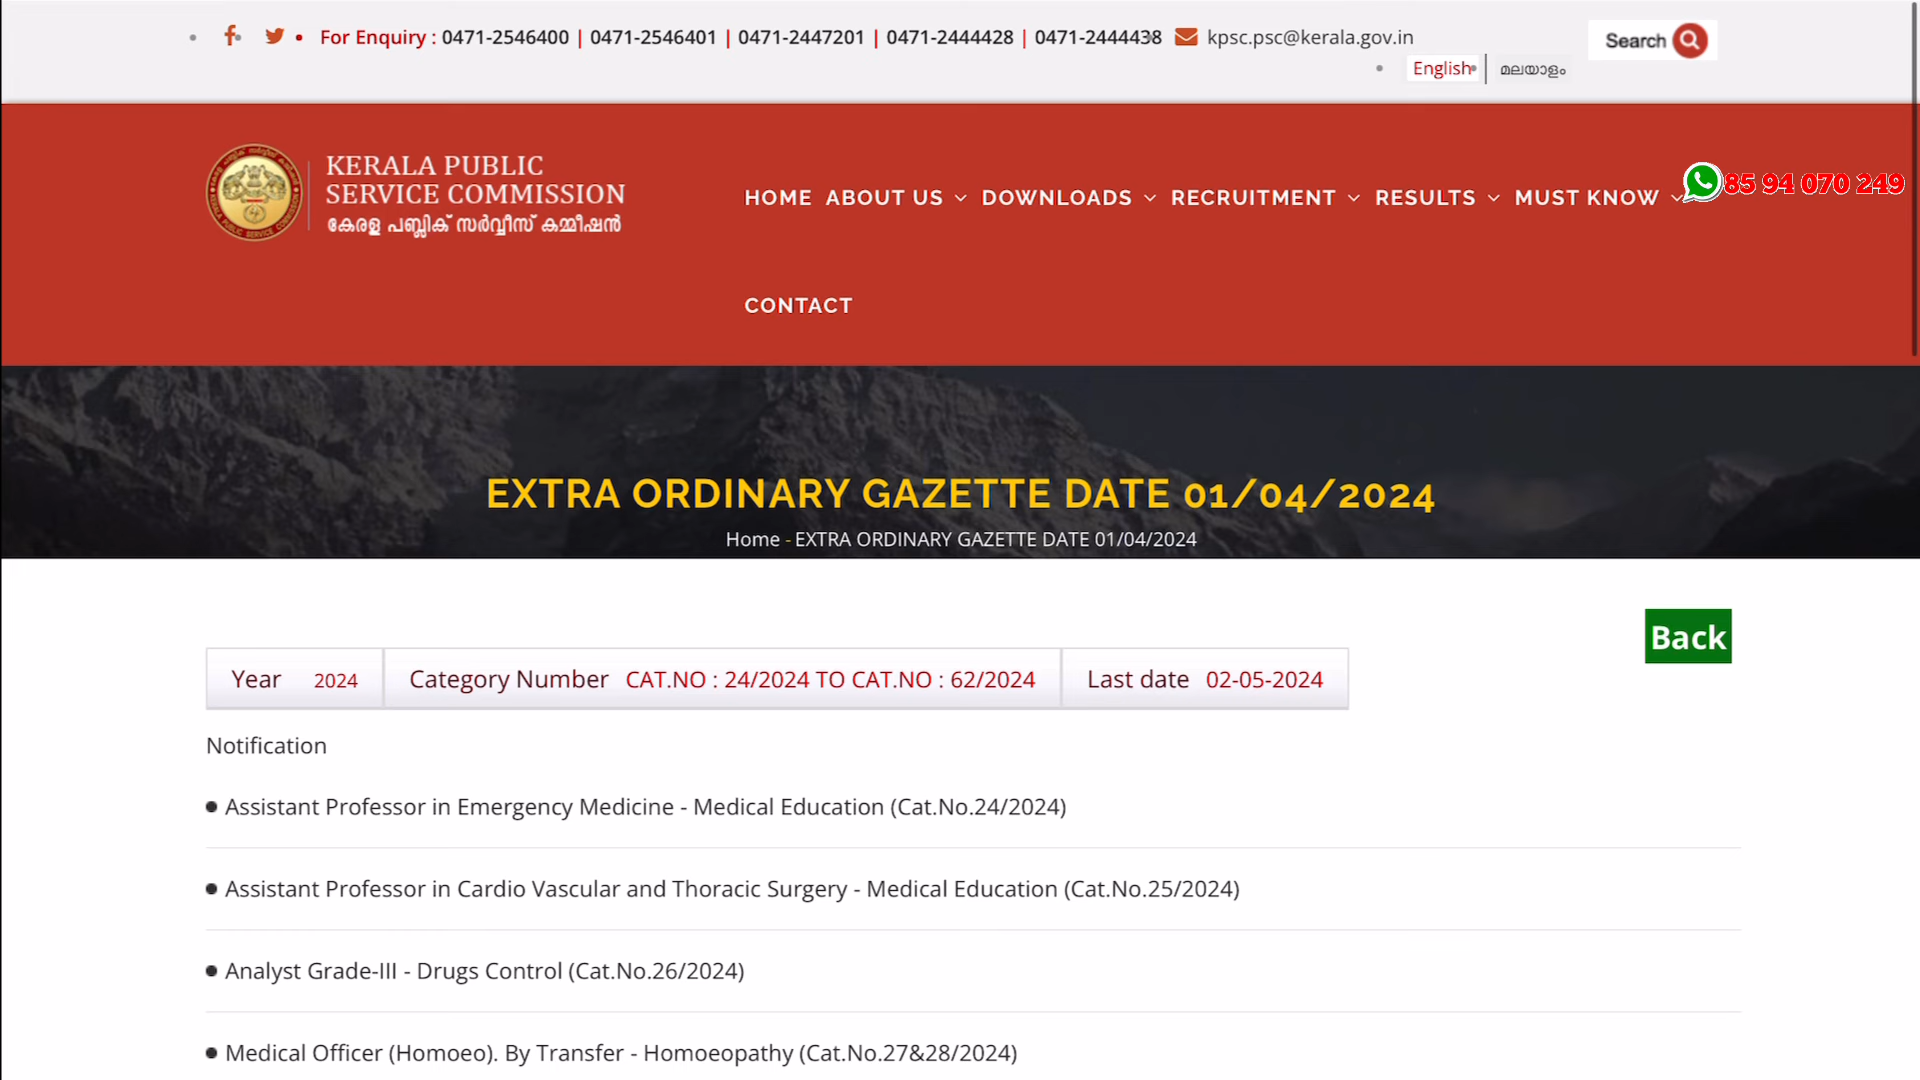 For Enquiry : 0471-2546400 | 0471-2546401 | 0471-2447201 | 0471-2444428 | 0471-2444438 kpsc.psc@kerala.gov.in
Search
English
മലയാളം
KERALA PUBLIC
SERVICE COMMISSION
കേരള പബ്ലിക് സർവ്വീസ് കമ്മീഷൻ
HOME ABOUT US DOWNLOADS RECRUITMENT RESULTS MUST KNOW
85 94 070 249
CONTACT
EXTRA ORDINARY GAZETTE DATE 01/04/2024
Home - EXTRA ORDINARY GAZETTE DATE 01/04/2024
Back
Year 2024 Category Number CAT.NO : 24/2024 TO CAT.NO : 62/2024 Last date 02-05-2024
Notification
Assistant Professor in Emergency Medicine - Medical Education (Cat.No.24/2024)
Assistant Professor in Cardio Vascular and Thoracic Surgery - Medical Education (Cat.No.25/2024)
Analyst Grade-III - Drugs Control (Cat.No.26/2024)
Medical Officer (Homoeo). By Transfer - Homoeopathy (Cat.No.27&28/2024)